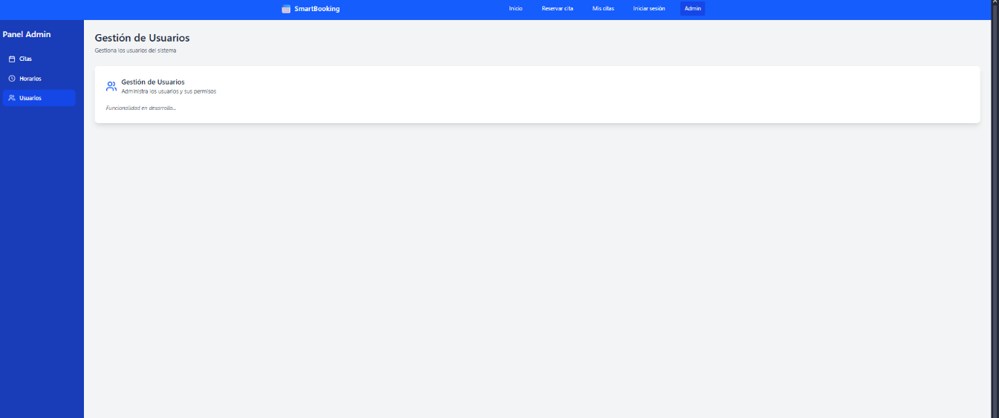 SmartBooking
Inicio
Reservar cita
Mis citas
Iniciar sesión
Admin
Panel Admin
Citas
Horarios
Usuarios
Gestión de Usuarios
Gestiona los usuarios del sistema
Gestión de Usuarios
Administra los usuarios y sus permisos
Funcionalidad en desarrollo...